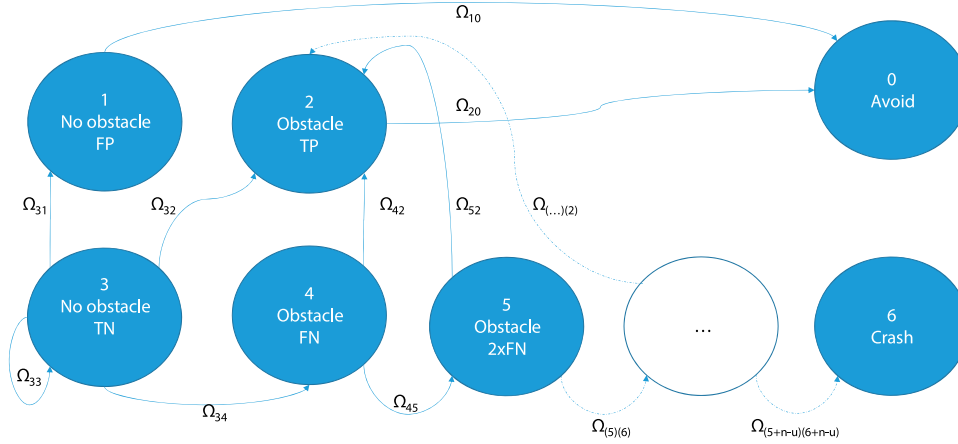 Ω10
1
No obstacle
FP
2
Obstacle
TP
Ω20
0
Avoid
Ω31
Ω32
Ω42
Ω52
Ω(...)(2)
3
No obstacle
TN
4
Obstacle
FN
5
Obstacle
2xFN
...
6
Crash
Ω33
Ω34
Ω45
Ω(5)(6)
Ω(5+n-u)(6+n-u)